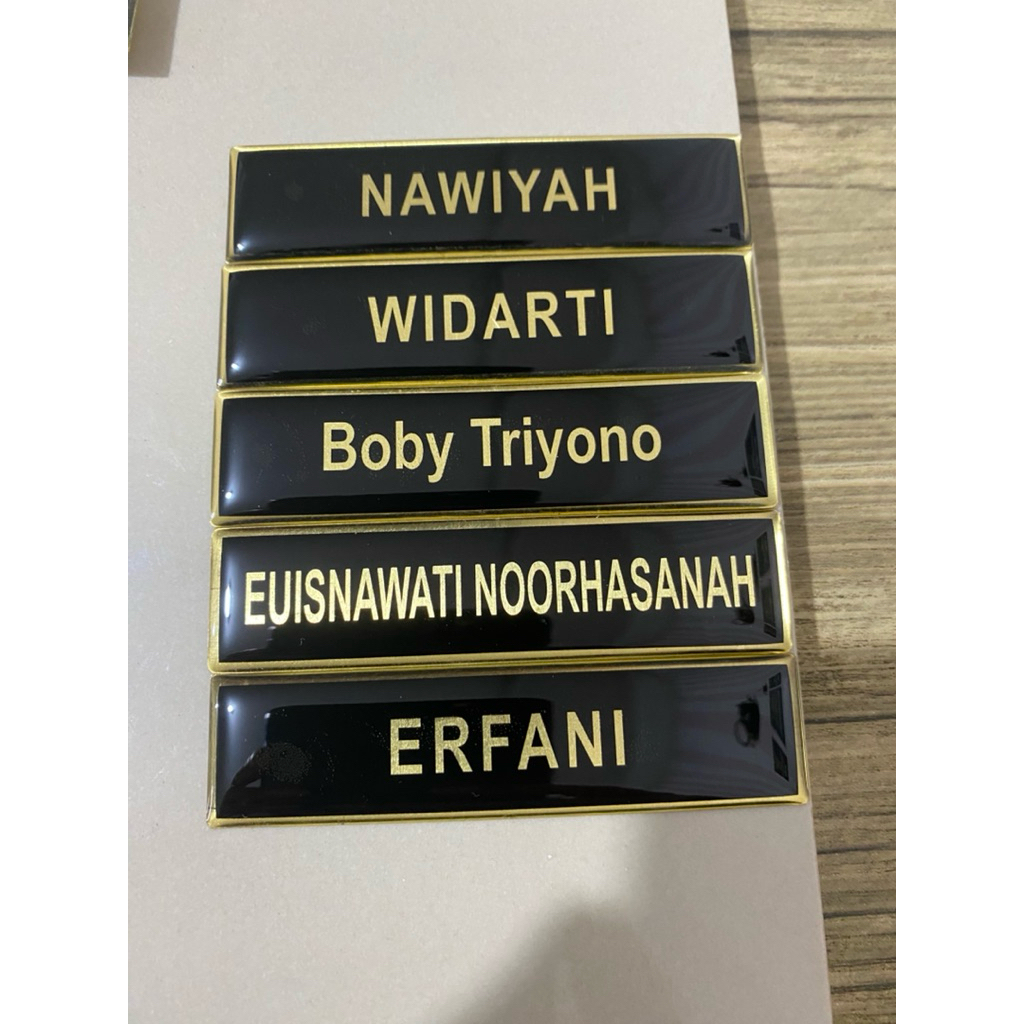 NAWIYAH
WIDARTI
Boby Triyono
EUISNAWATI NOORHASANAH
ERFANI